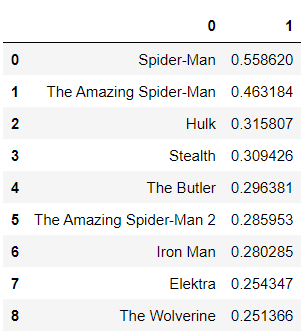 0 1
0 Spider-Man 0.558620
1 The Amazing Spider-Man 0.463184
2 Hulk 0.315807
3 Stealth 0.309426
4 The Butler 0.296381
5 The Amazing Spider-Man 2 0.285953
6 Iron Man 0.280285
7 Elektra 0.254347
8 The Wolverine 0.251366